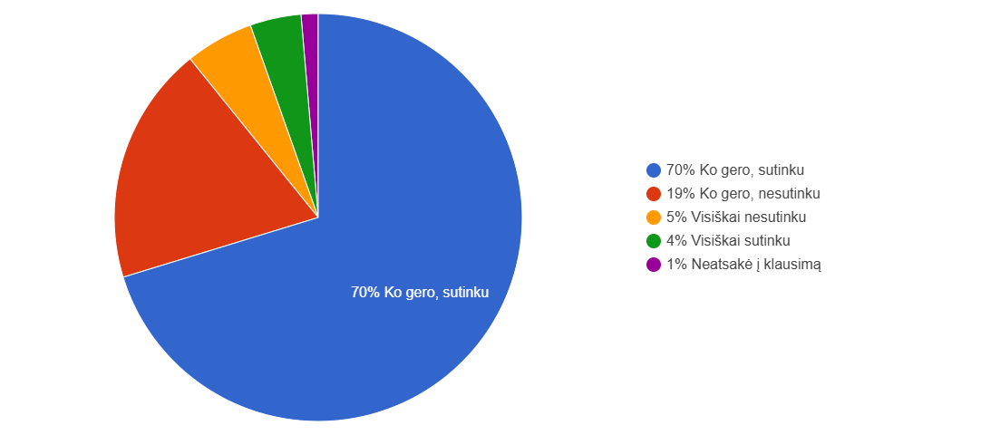 70% Ko gero, sutinku
70% Ko gero, sutinku
19% Ko gero, nesutinku
5% Visiškai nesutinku
4% Visiškai sutinku
1% Neatsakė į klausimą